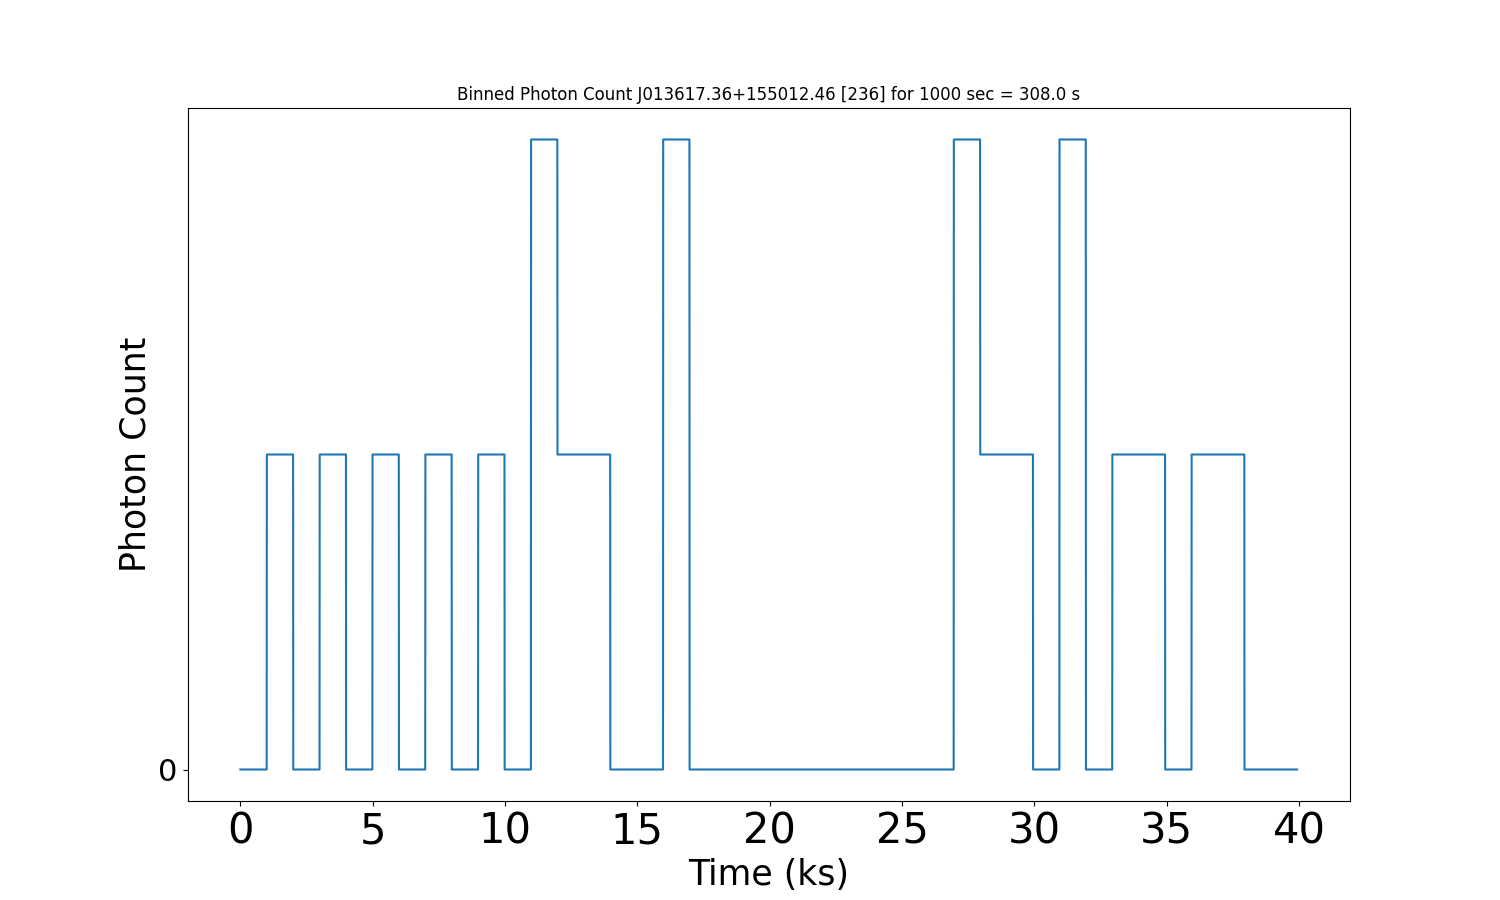 Binned Photon Count J013617.36+155012.46 [236] for 1000 sec = 308.0 s
Photon Count
0
0 5 10 15 20 25 30 35 40
Time (ks)